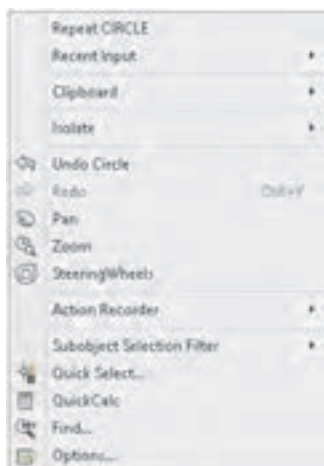 Repeat CIRCLE
Recent Input
Clipboard
Isolate
Undo Circle
Redo Ctrl+Y
Pan
Zoom
SteeringWheels
Action Recorder
Subobject Selection Filter
Quick Select...
QuickCalc
Find...
Options...